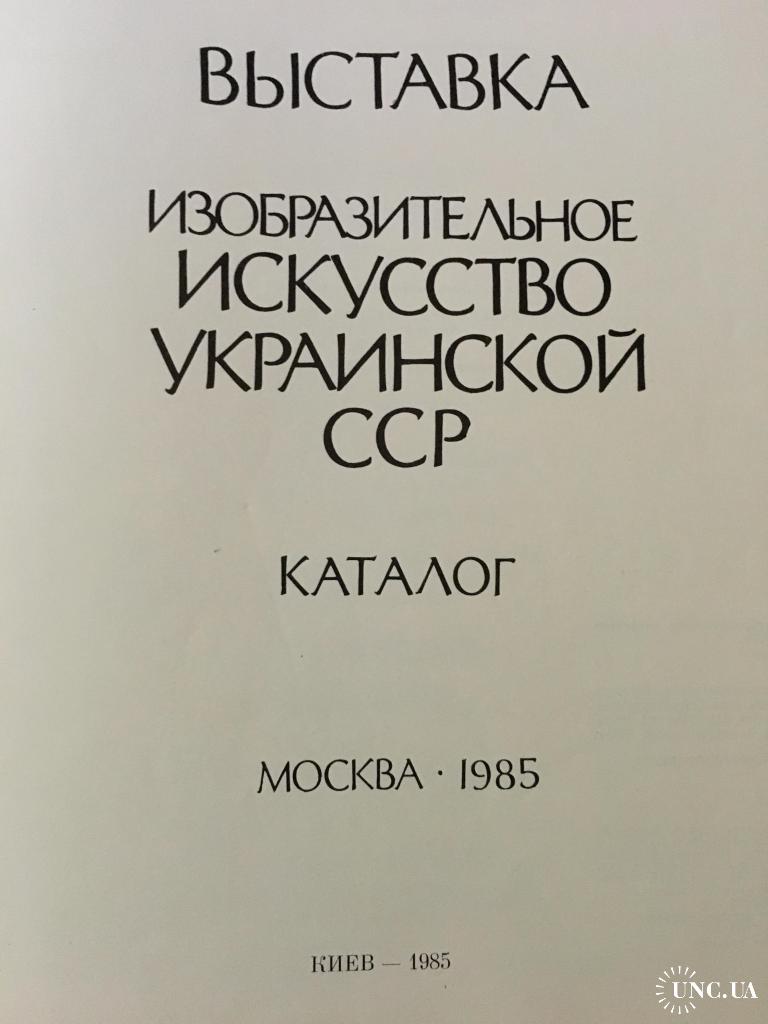 ВЫСТАВКА
ИЗОБРАЗИТЕЛЬНОЕ
ИСКУССТВО
УКРАИНСКОЙ
ССР
КАТАЛОГ
МОСКВА · 1985
КИЕВ — 1985
UNC.UA